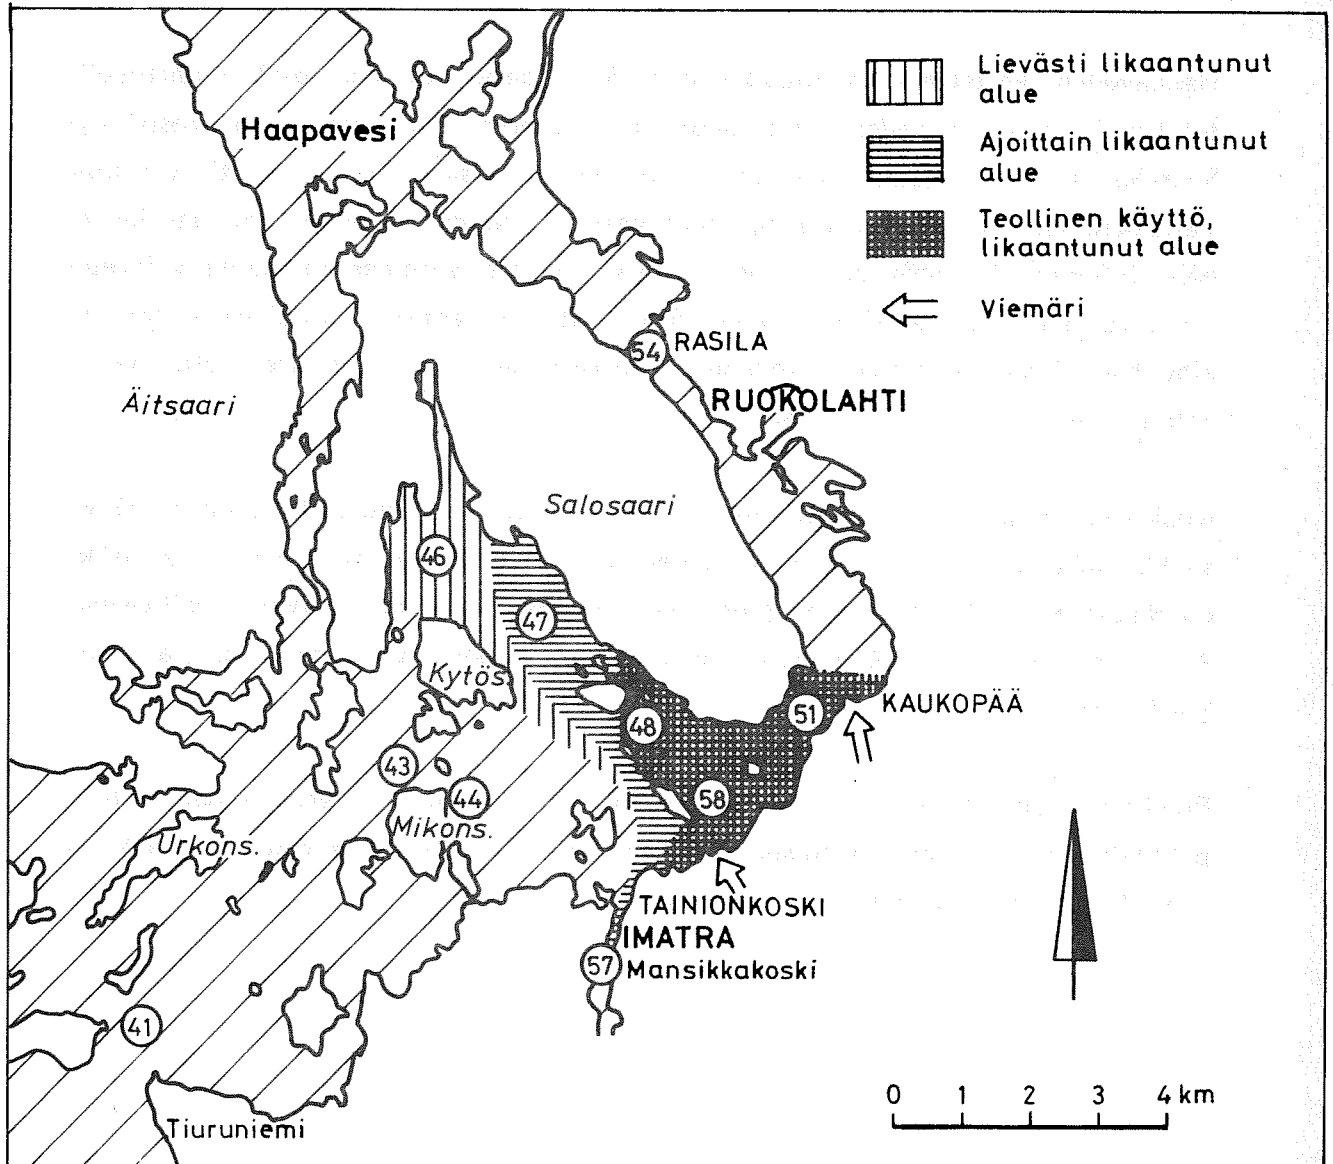 Lievästi likaantunut
alue
Haapavesi
Ajoittain likaantunut
alue
Teollinen käyttö,
likaantunut alue
Viemäri
54 RASILA
Äitsaari
RUOKOLAHTI
Salosaari
46
47
Kytös.
51
KAUKOPÄÄ
48
43
44
58
Mikons.
Urkons.
TAINIONKOSKI
IMATRA
57 Mansikkakoski
41
0 1 2 3 4 km
Tiuruniemi